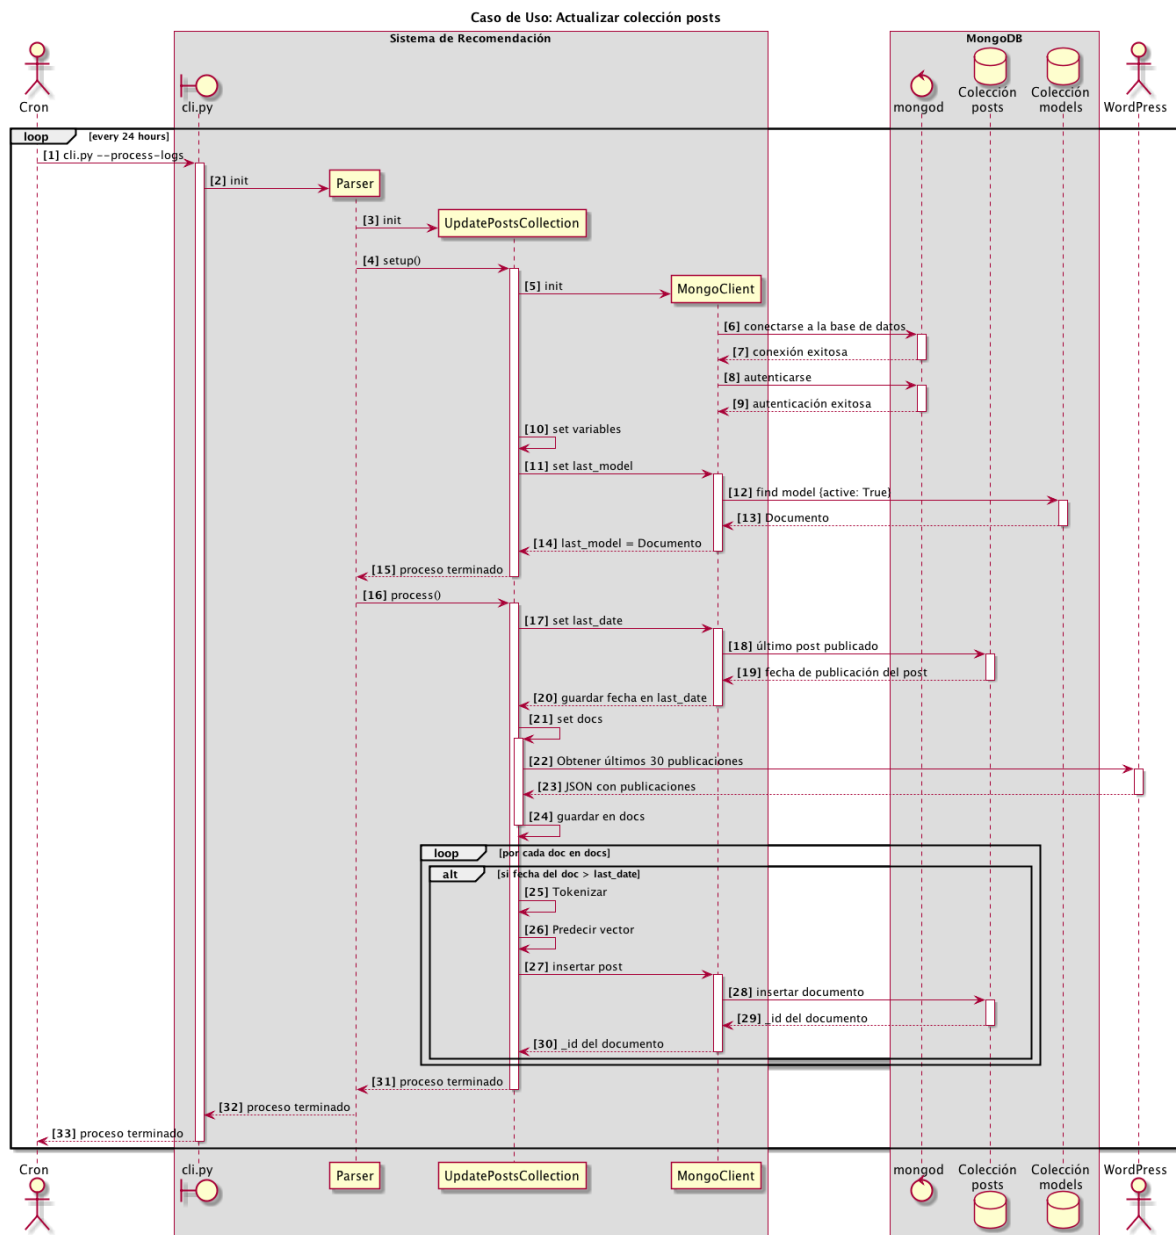 Caso de Uso: Actualizar colección posts
Sistema de Recomendación
MongoDB
Cron
cli.py
mongod
Colección
posts
Colección
models
WordPress
loop [every 24 hours]
[1] cli.py --process-logs
[2] init
Parser
[3] init
UpdatePostsCollection
[4] setup()
[5] init
MongoClient
[6] conectarse a la base de datos
[7] conexión exitosa
[8] autenticarse
[9] autenticación exitosa
[10] set variables
[11] set last_model
[12] find model {active: True}
[13] Documento
[14] last_model = Documento
[15] proceso terminado
[16] process()
[17] set last_date
[18] último post publicado
[19] fecha de publicación del post
[20] guardar fecha en last_date
[21] set docs
[22] Obtener últimos 30 publicaciones
[23] JSON con publicaciones
[24] guardar en docs
loop [por cada doc en docs]
alt [si fecha del doc > last_date]
[25] Tokenizar
[26] Predecir vector
[27] insertar post
[28] insertar documento
[29] _id del documento
[30] _id del documento
[31] proceso terminado
[32] proceso terminado
[33] proceso terminado
Cron
cli.py
Parser
UpdatePostsCollection
MongoClient
mongod
Colección
posts
Colección
models
WordPress